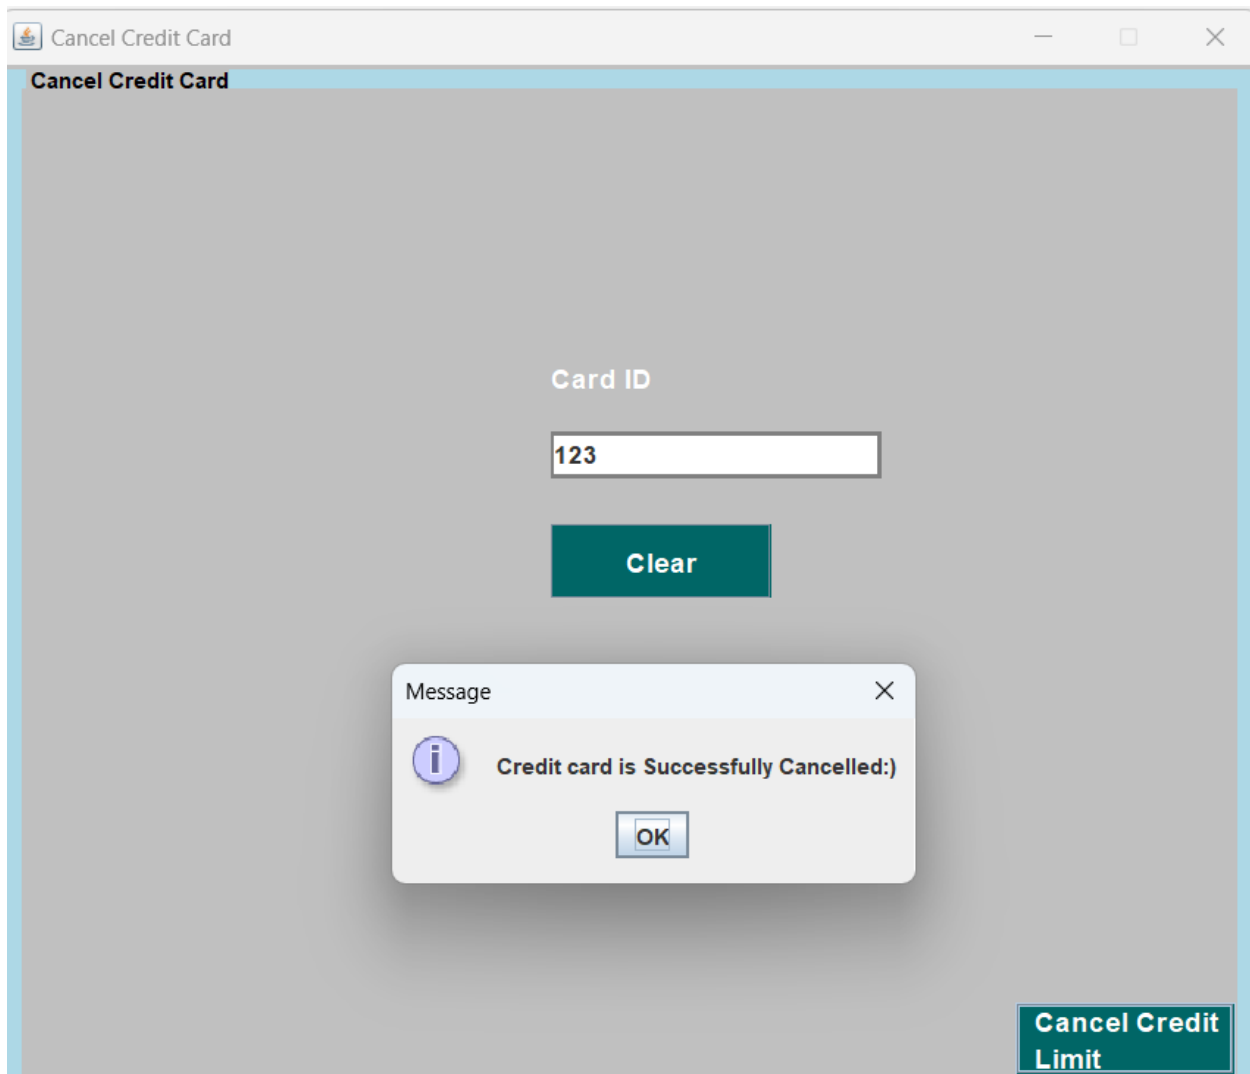 Cancel Credit Card
Cancel Credit Card
Card ID
123
Clear
Message
i
Credit card is Successfully Cancelled:)
OK
Cancel Credit
Limit